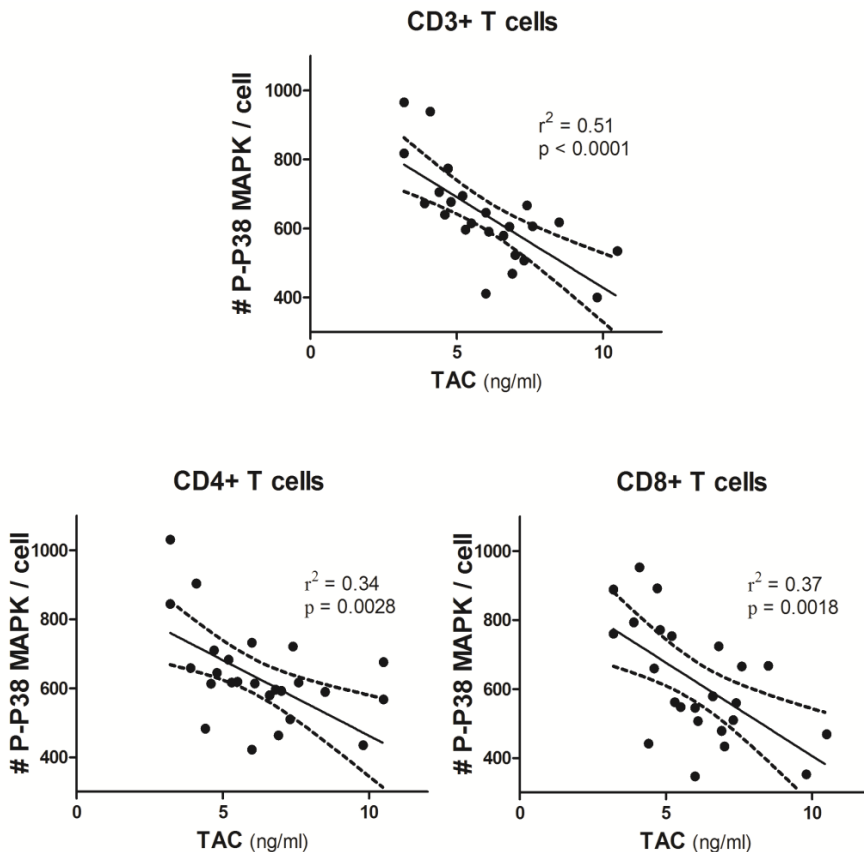 CD3+ T cells
# P-P38 MAPK / cell
1000
800
600
400
r² = 0.51
p < 0.0001
0
5
10
TAC (ng/ml)
CD4+ T cells
# P-P38 MAPK / cell
1000
800
600
400
r² = 0.34
p = 0.0028
0
5
10
TAC (ng/ml)
CD8+ T cells
# P-P38 MAPK / cell
1000
800
600
400
r² = 0.37
p = 0.0018
0
5
10
TAC (ng/ml)